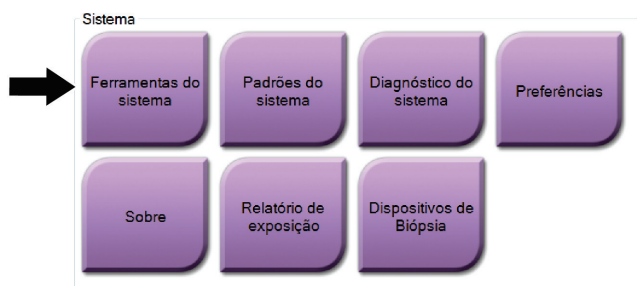 Sistema
Ferramentas do
sistema
Padrões do
sistema
Diagnóstico do
sistema
Preferências
Sobre
Relatório de
exposição
Dispositivos de
Biópsia